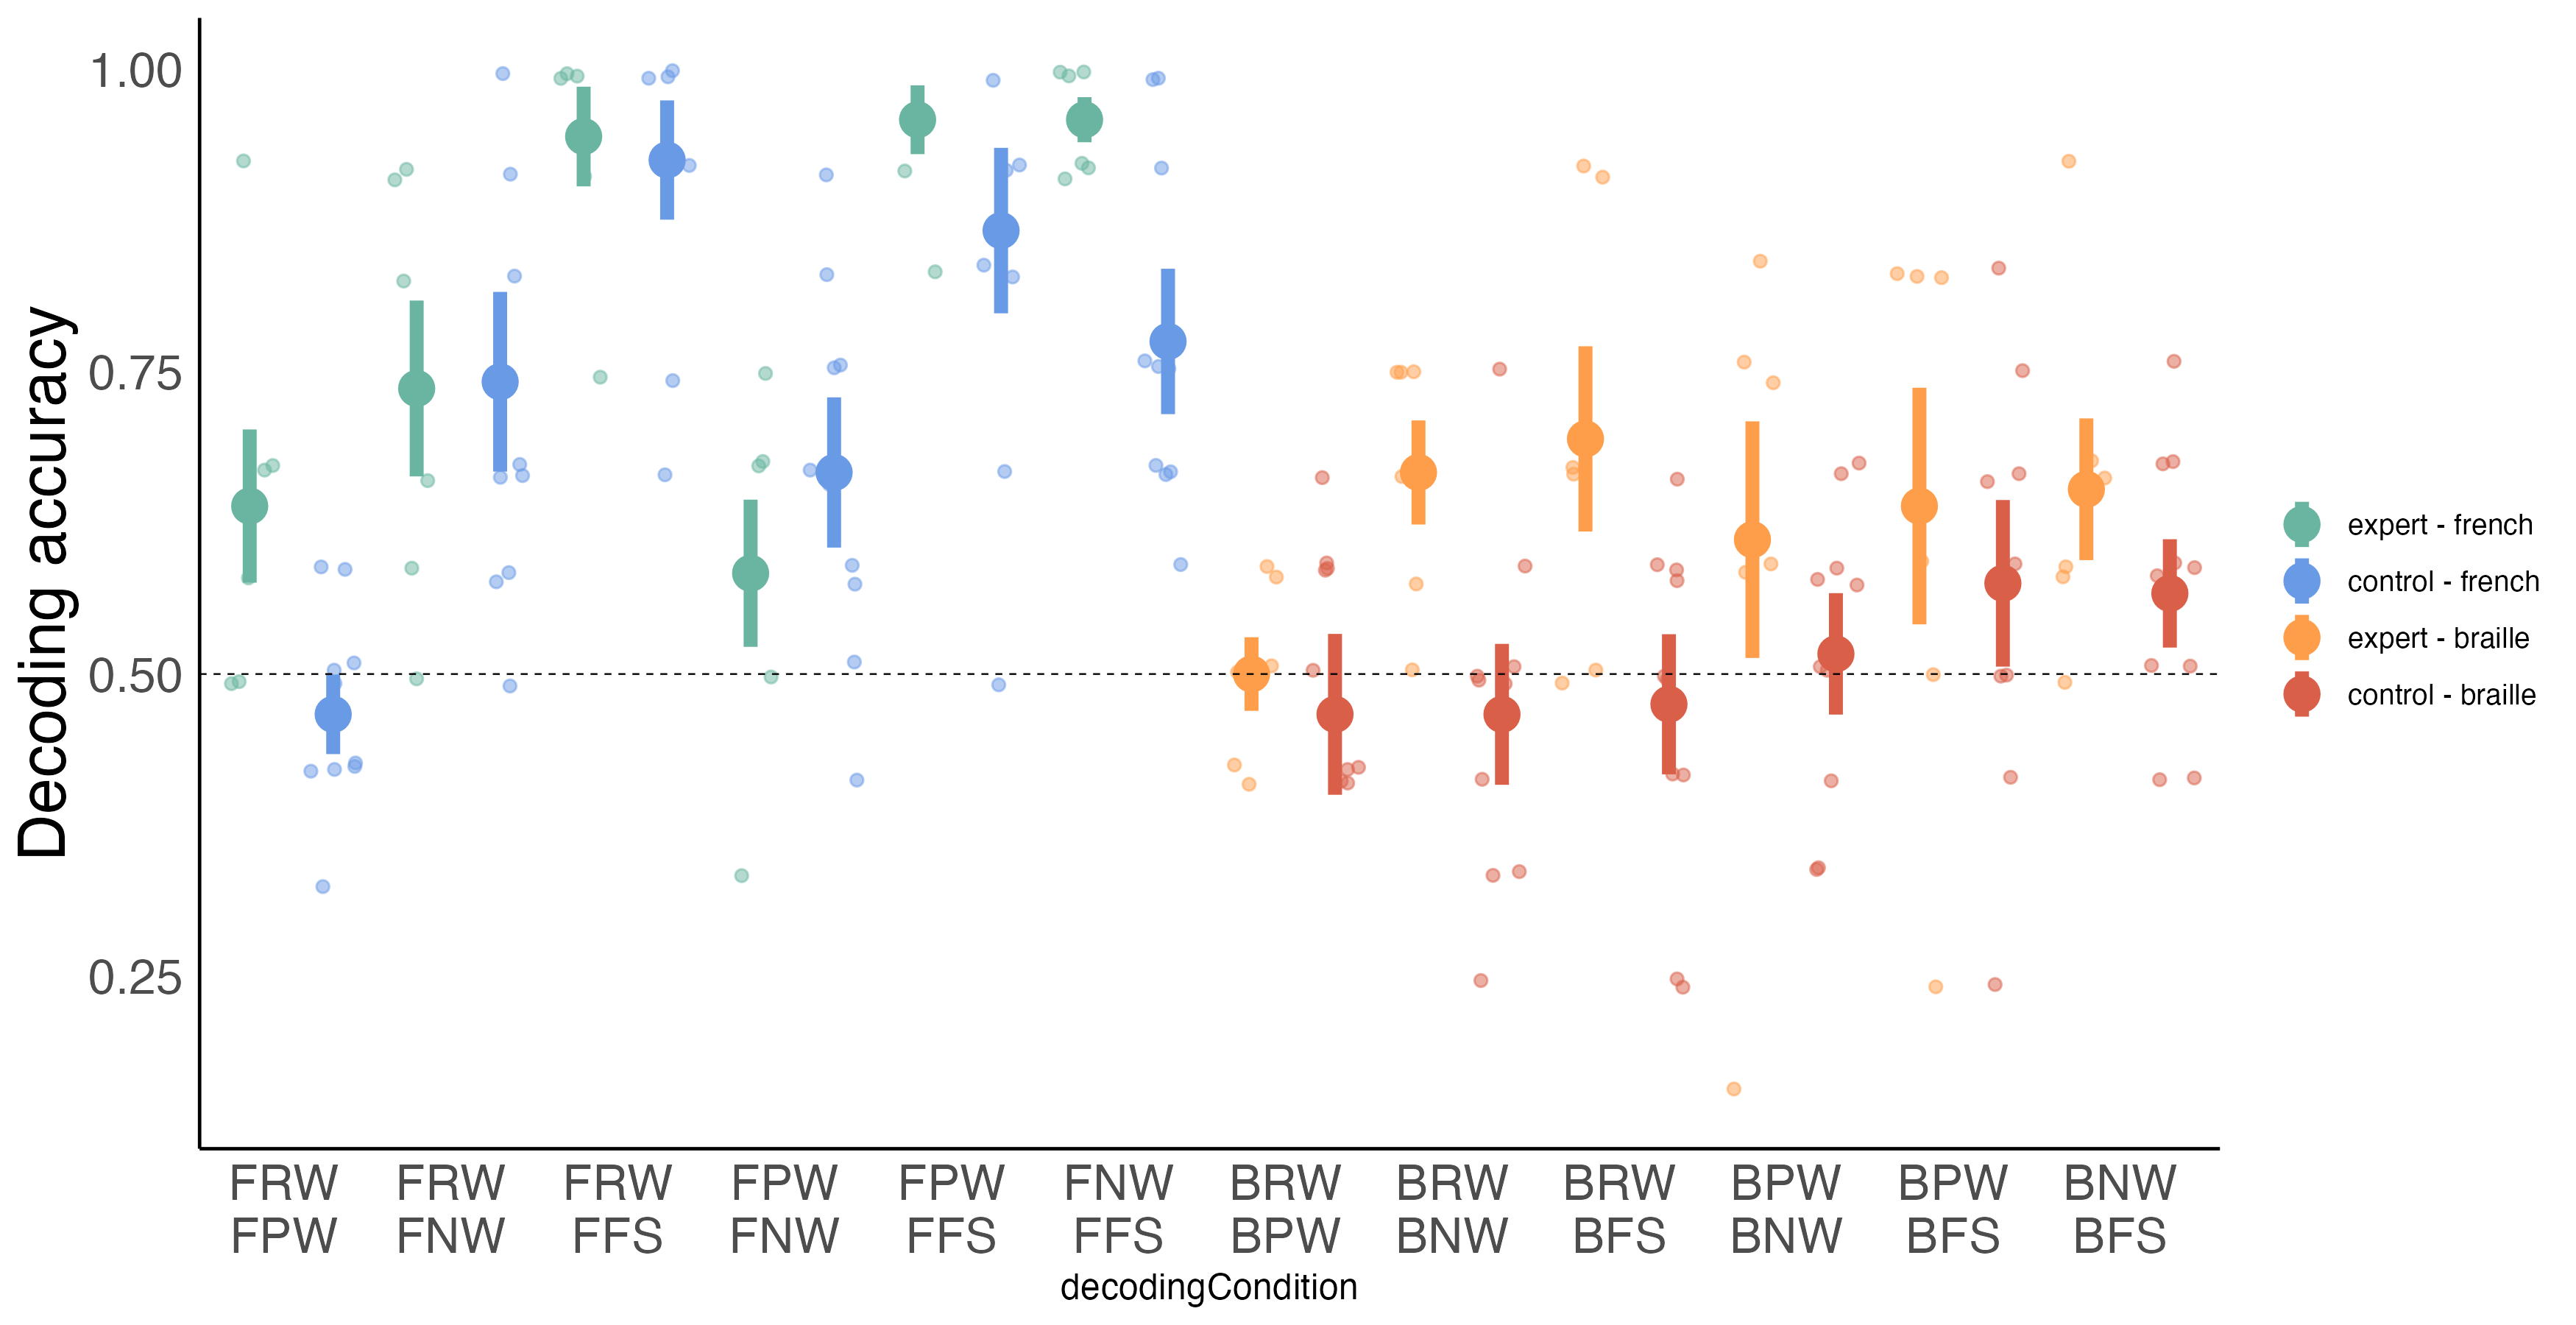 Decoding accuracy
1.00
0.75
0.50
0.25
FRW FRW FRW FPW FPW FNW BRW BRW BRW BPW BPW BNW
FPW FNW FFS FNW FFS FFS BPW BNW BFS BNW BFS BFS
decodingCondition
expert - french
control - french
expert - braille
control - braille